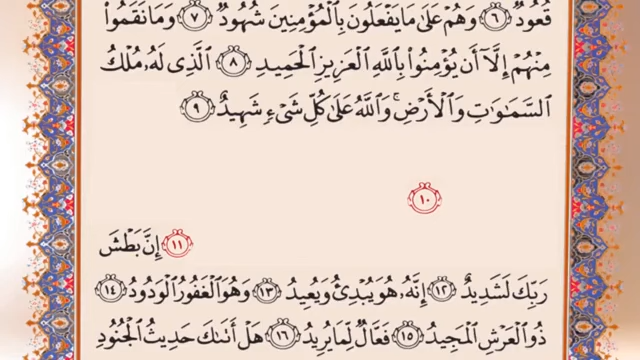 قُعُودٌ ٦ وَهُمْ عَلَىٰ مَا يَفْعَلُونَ بِالْمُؤْمِنِينَ شُهُودٌ ٧ وَمَا نَقَمُوا۟
مِنْهُمْ إِلَّآ أَن يُؤْمِنُوا۟ بِاللَّهِ الْعَزِيزِ الْحَمِيدِ ٨ الَّذِى لَهُۥ مُلْكُ
السَّمَـٰوَٰتِ وَالْأَرْضِ ۚ وَاللَّهُ عَلَىٰ كُلِّ شَىْءٍ شَهِيدٌ ٩
١٠
١١ إِنَّ بَطْشَ
رَبِّكَ لَشَدِيدٌ ١٢ إِنَّهُۥ هُوَ يُبْدِئُ وَيُعِيدُ ١٣ وَهُوَ الْغَفُورُ الْوَدُودُ ١٤
ذُو الْعَرْشِ الْمَجِيدُ ١٥ فَعَّالٌ لِّمَا يُرِيدُ ١٦ هَلْ أَتَىٰكَ حَدِيثُ الْجُنُودِ